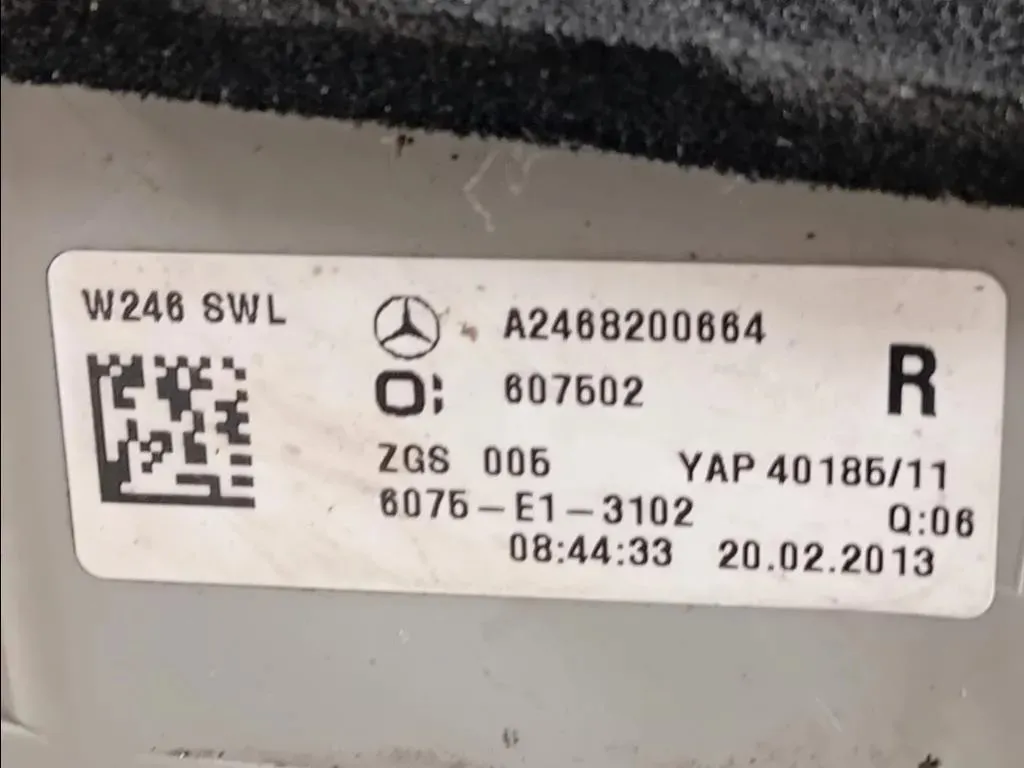 W246 SWL
A2468200664
607502
R
ZGS 005 YAP 40185/11
6075-E1-3102
Q:06
08:44:33 20.02.2013